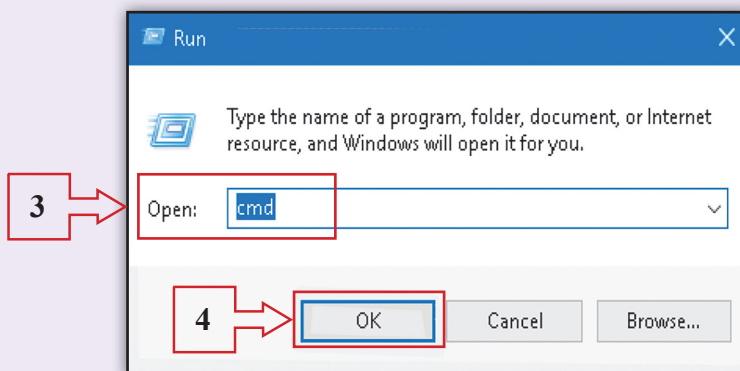 Run
Type the name of a program, folder, document, or Internet
resource, and Windows will open it for you.
3
Open: cmd
4
OK Cancel Browse...